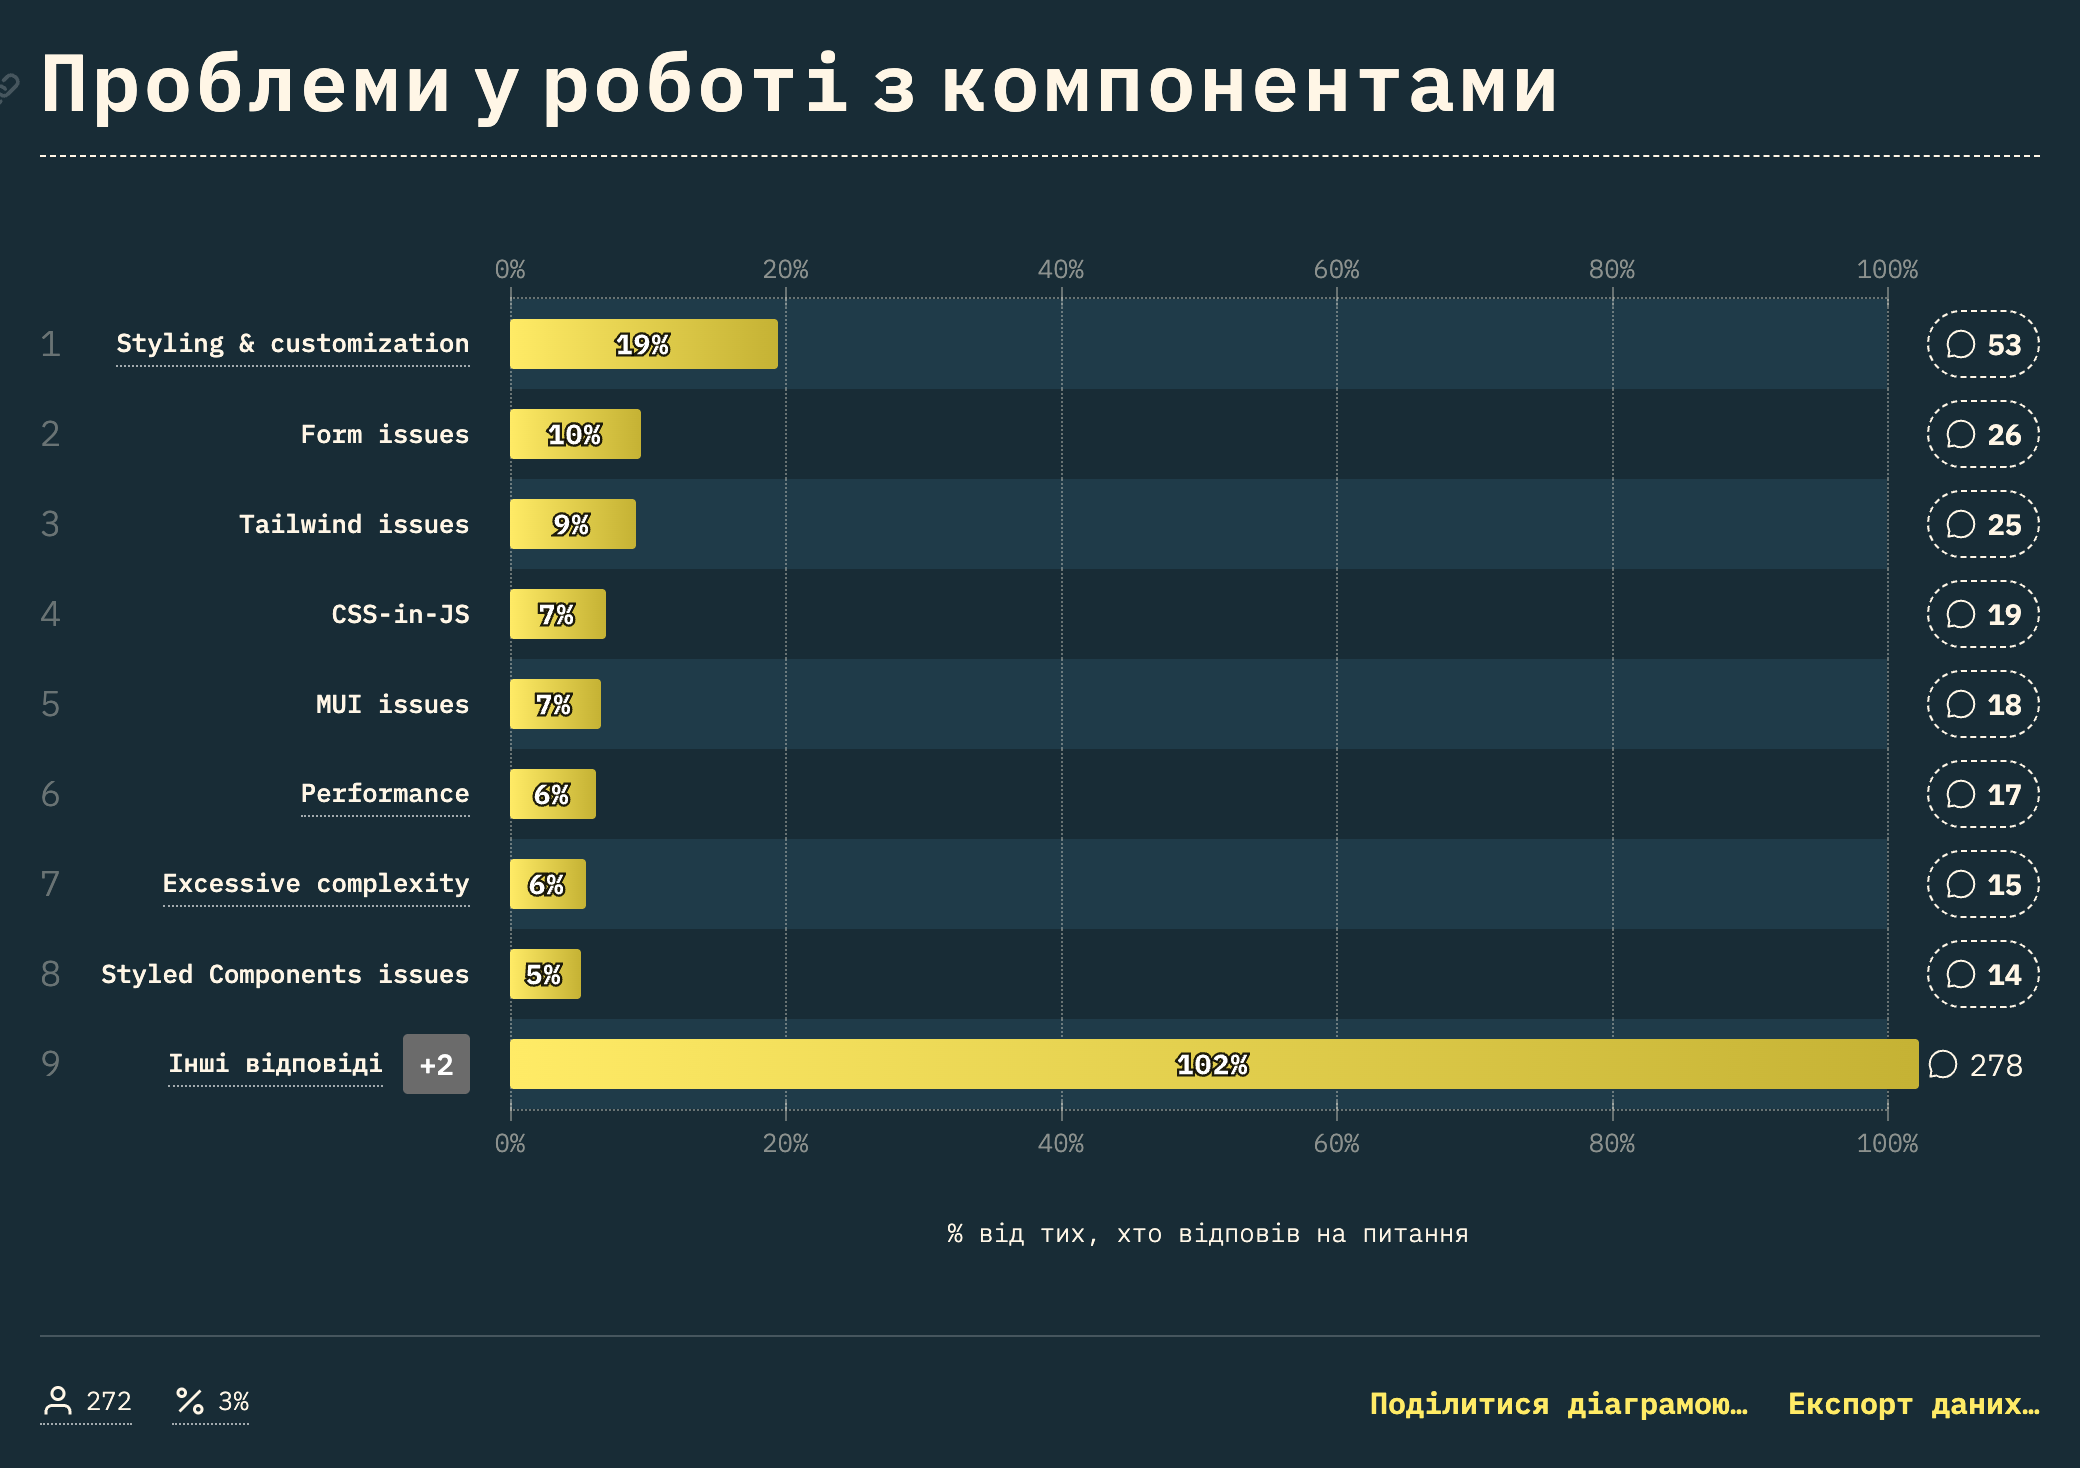 Проблеми у роботі з компонентами
0% 20% 40% 60% 80% 100%
1 Styling & customization 19% 53
2 Form issues 10% 26
3 Tailwind issues 9% 25
4 CSS-in-JS 7% 19
5 MUI issues 7% 18
6 Performance 6% 17
7 Excessive complexity 6% 15
8 Styled Components issues 5% 14
9 Інші відповіді +2 102% 278
0% 20% 40% 60% 80% 100%
% від тих, хто відповів на питання
272 3% Поділитися діаграмою… Експорт даних…